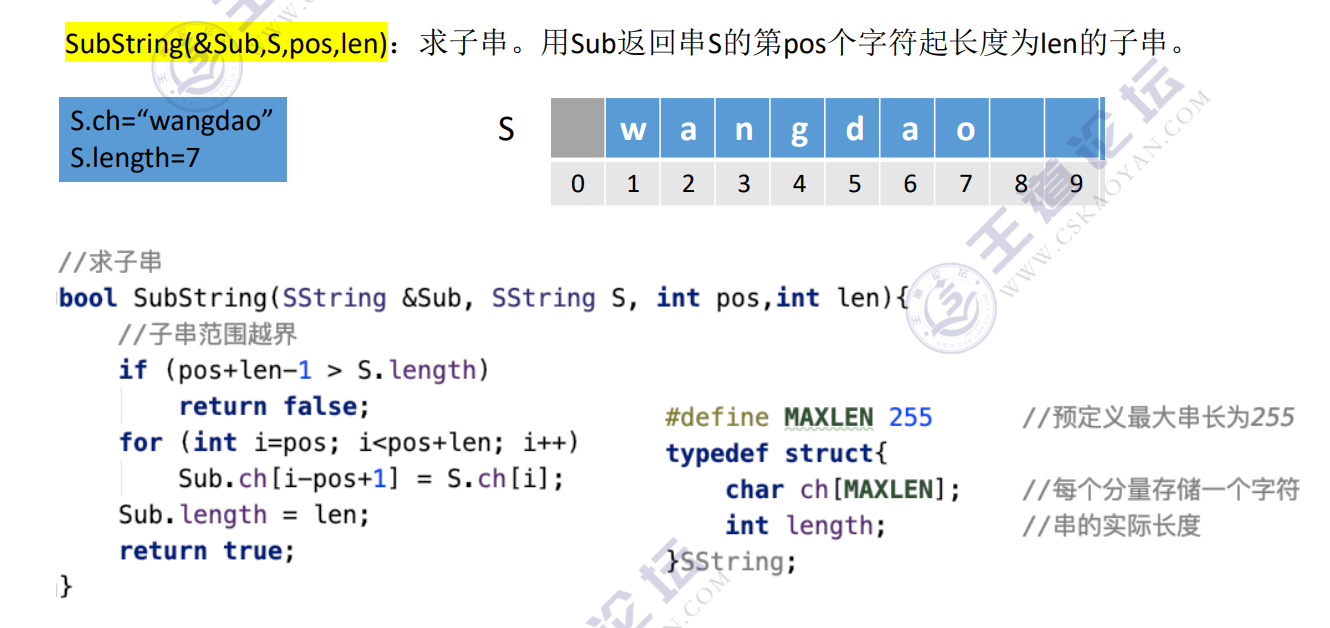 SubString(&Sub,S,pos,len)：求子串。用Sub返回串S的第pos个字符起长度为len的子串。
S.ch=“wangdao”
S.length=7
S
w a n g d a o
0 1 2 3 4 5 6 7 8 9
//求子串
bool SubString(SString &Sub, SString S, int pos,int len){
//子串范围越界
if (pos+len-1 > S.length)
return false;
for (int i=pos; i<pos+len; i++)
Sub.ch[i-pos+1] = S.ch[i];
Sub.length = len;
return true;
}
#define MAXLEN 255 //预定义最大串长为255
typedef struct{
char ch[MAXLEN]; //每个分量存储一个字符
int length; //串的实际长度
}SString;
王道论坛
WWW.CSKAOYAN.COM